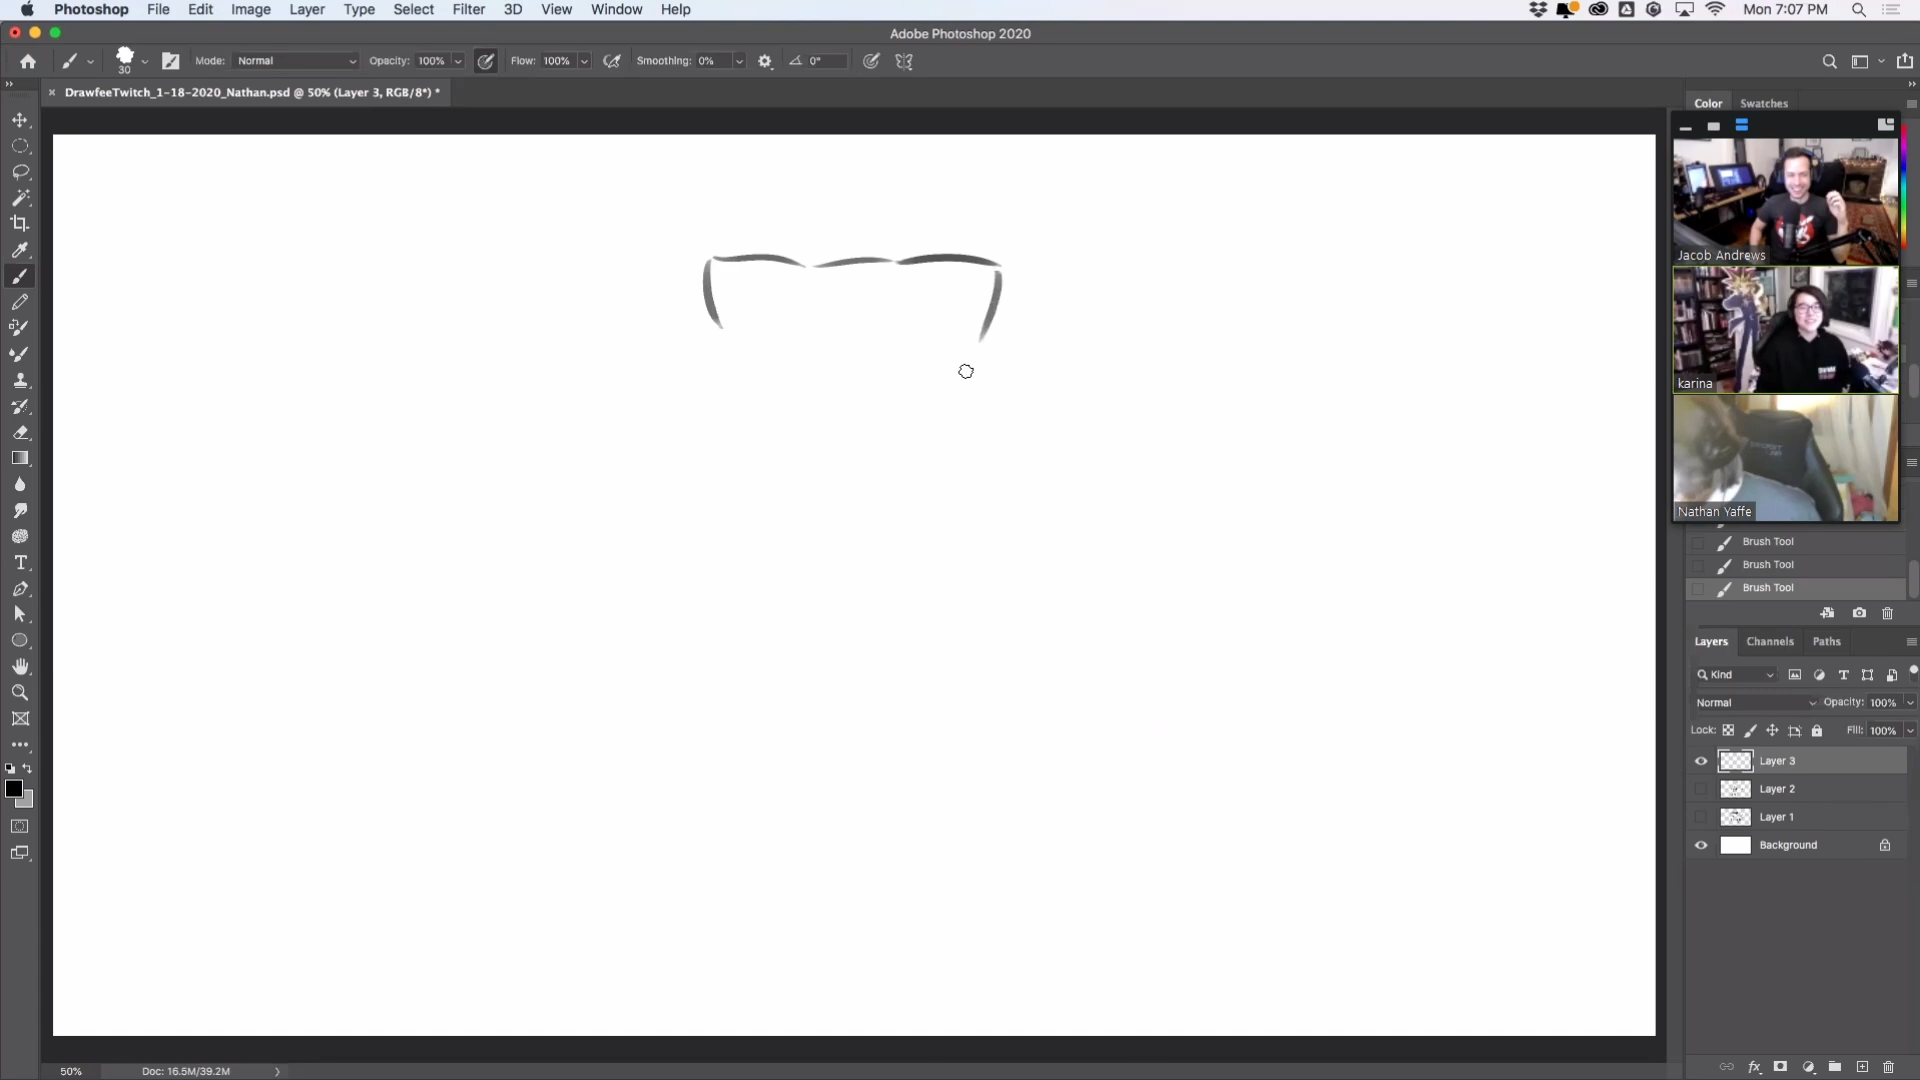 Photoshop File Edit Image Layer Type Select Filter 3D View Window Help Mon 7:07 PM
Adobe Photoshop 2020
30 Mode: Normal Opacity: 100% Flow: 100% Smoothing: 0% 0°
DrawfeeTwitch_1-18-2020_Nathan.psd @ 50% (Layer 3, RGB/8*) *
Color Swatches
Jacob Andrews
karina
Nathan Yaffe
Brush Tool
Brush Tool
Brush Tool
Layers Channels Paths
Kind
Normal Opacity: 100%
Lock: Fill: 100%
Layer 3
Layer 2
Layer 1
Background
50% Doc: 16.5M/39.2M
fx